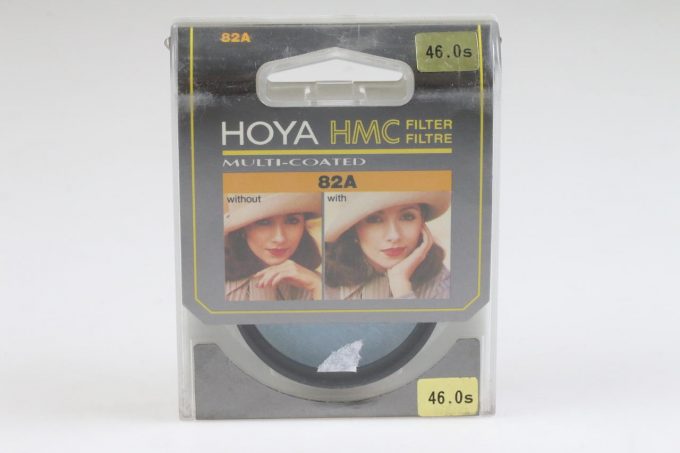 82A
46.0s
HOYA HMC FILTER
FILTRE
MULTI-COATED
82A
without
with
46.0s